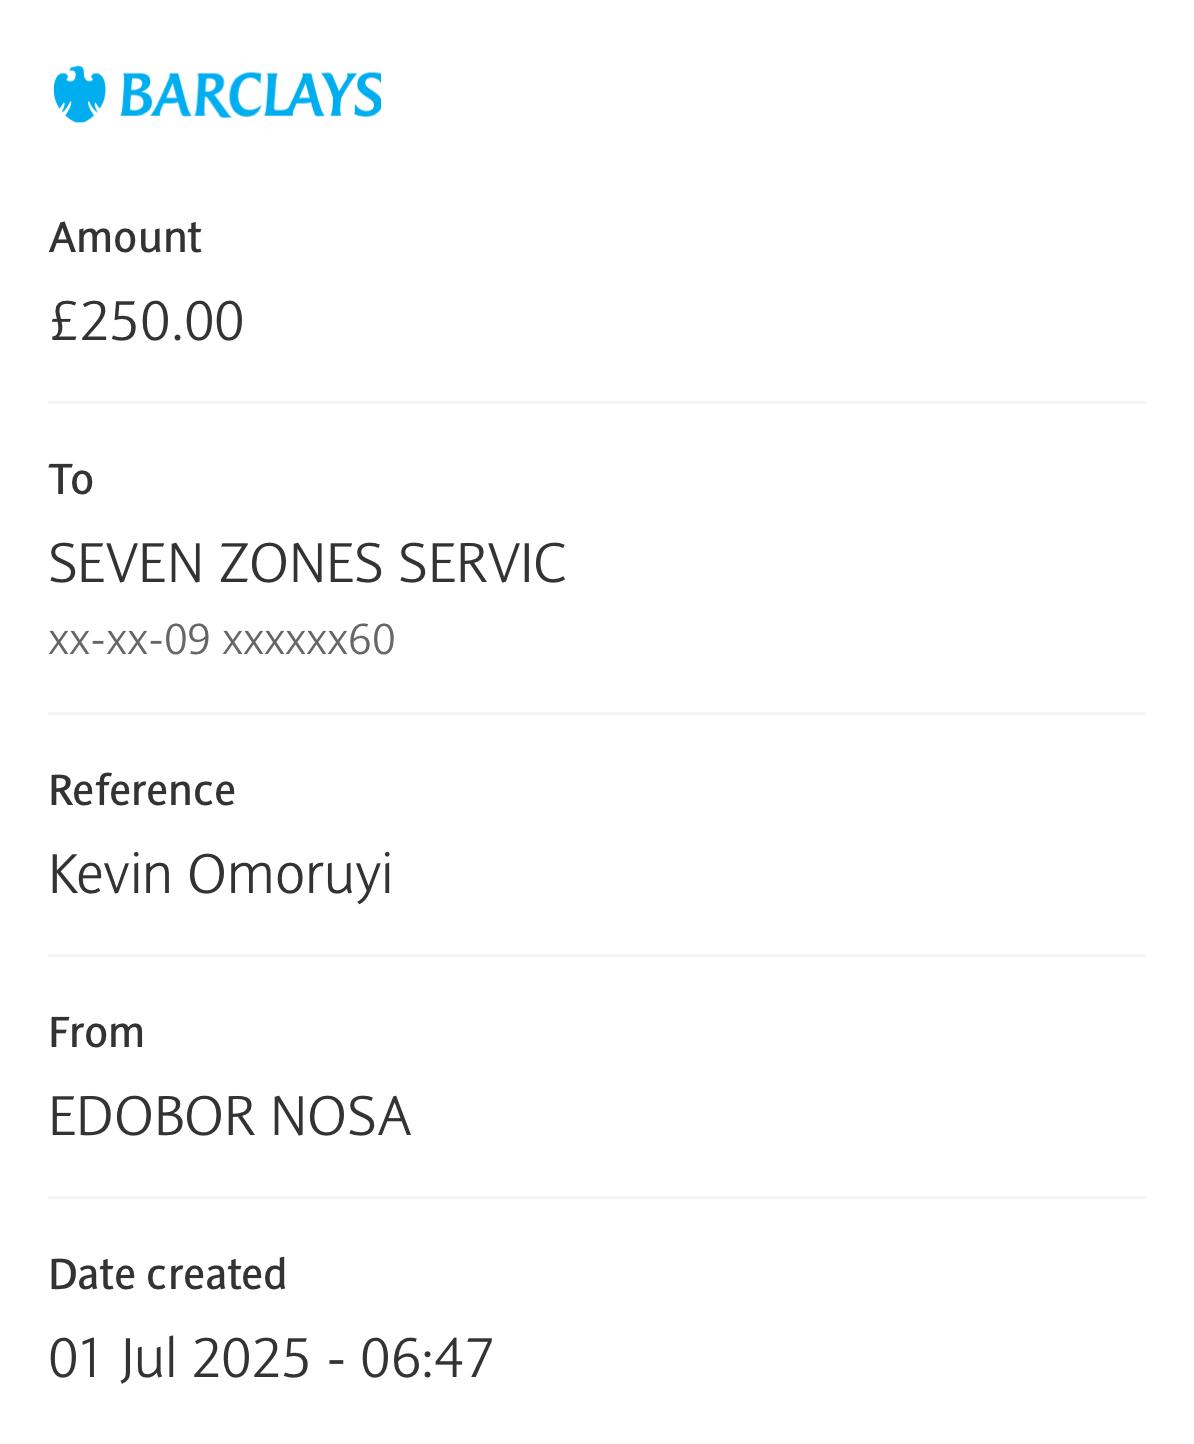 BARCLAYS
Amount
£250.00
To
SEVEN ZONES SERVIC
xx-xx-09 xxxxxx60
Reference
Kevin Omoruyi
From
EDOBOR NOSA
Date created
01 Jul 2025 - 06:47